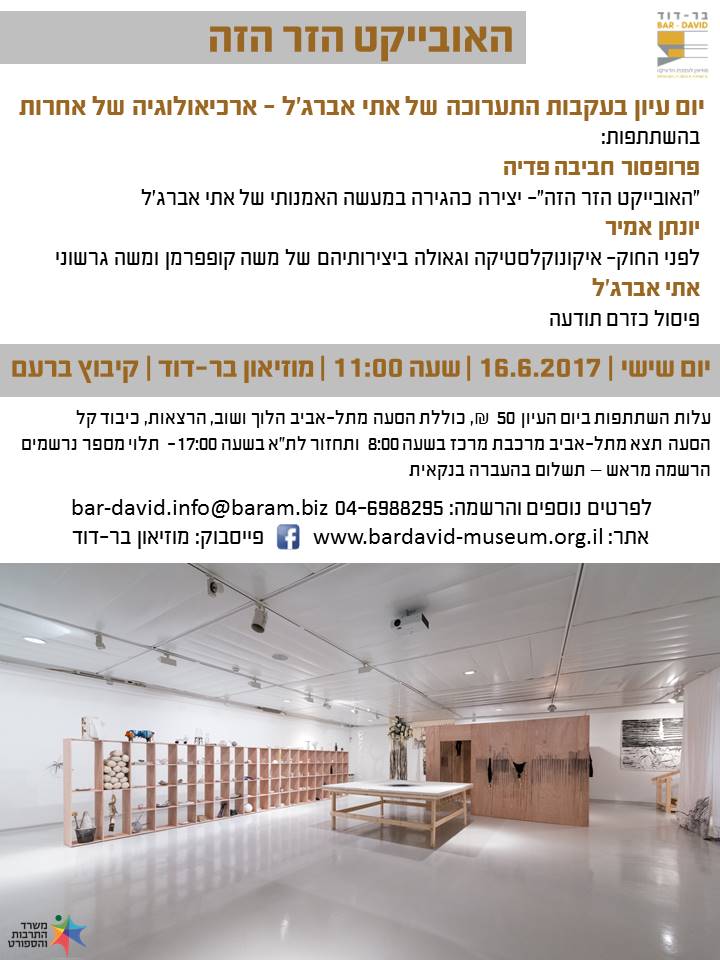 האובייקט הזר הזה
בר-דוד
BAR - DAVID
יום עיון בעקבות התערוכה של אתי אברג'ל - ארכיאולוגיה של אחרות
בהשתתפות:
פרופסור חביבה פדיה
"האובייקט הזר הזה"- יצירה כהגירה במעשה האמנותי של אתי אברג'ל
יונתן אמיר
לפני החוק- איקונוקלסטיקה וגאולה ביצירותיהם של משה קופפרמן ומשה גרשוני
אתי אברג'ל
פיסול כזרם תודעה
יום שישי | 16.6.2017 | שעה 11:00 | מוזיאון בר-דוד | קיבוץ ברעם
עלות השתתפות ביום העיון 50 ₪, כוללת הסעה מתל-אביב הלוך ושוב, הרצאות, כיבוד קל
הסעה תצא מתל-אביב מרכבת מרכז בשעה 8:00 ותחזור לת"א בשעה 17:00- תלוי מספר נרשמים
הרשמה מראש – תשלום בהעברה בנקאית
לפרטים נוספים והרשמה: 04-6988295 bar-david.info@baram.biz
אתר: www.bardavid-museum.org.il פייסבוק: מוזיאון בר-דוד
משרד
התרבות
והספורט